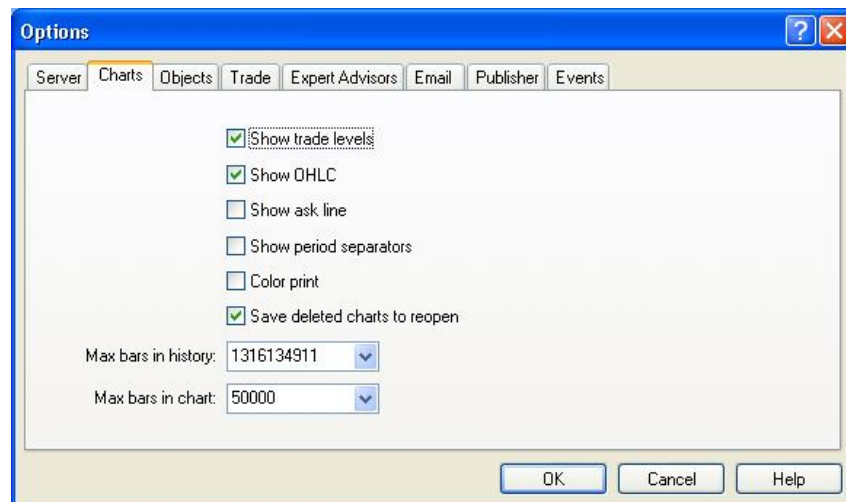 Options
Server Charts Objects Trade Expert Advisors Email Publisher Events
Show trade levels
Show OHLC
Show ask line
Show period separators
Color print
Save deleted charts to reopen
Max bars in history: 1316134911
Max bars in chart: 50000
OK Cancel Help